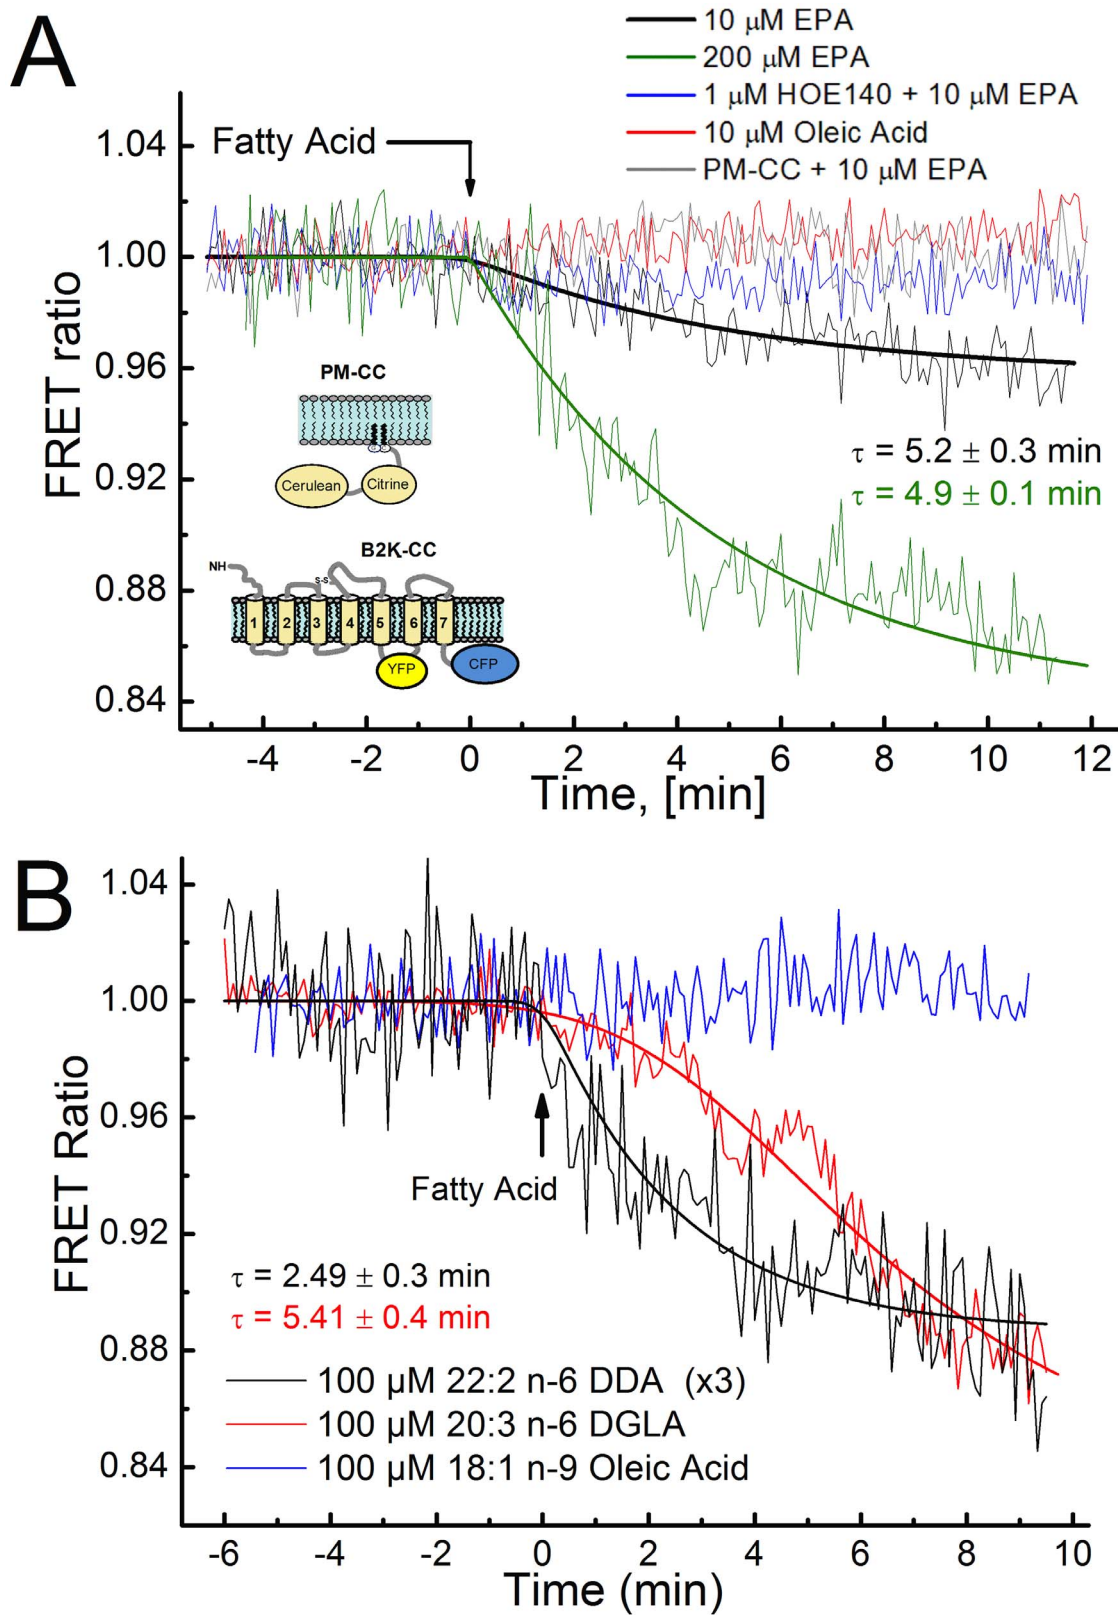 A
10 µM EPA
200 µM EPA
1 µM HOE140 + 10 µM EPA
10 µM Oleic Acid
PM-CC + 10 µM EPA
Fatty Acid
1.04
1.00
0.96
0.92
0.88
0.84
FRET ratio
PM-CC
Cerulean
Citrine
B2K-CC
NH
S-S
1 2 3 4 5 6 7
YFP
CFP
τ = 5.2 ± 0.3 min
τ = 4.9 ± 0.1 min
-4 -2 0 2 4 6 8 10 12
Time, [min]
B
1.04
1.00
0.96
0.92
0.88
0.84
FRET Ratio
Fatty Acid
τ = 2.49 ± 0.3 min
τ = 5.41 ± 0.4 min
100 µM 22:2 n-6 DDA (x3)
100 µM 20:3 n-6 DGLA
100 µM 18:1 n-9 Oleic Acid
-6 -4 -2 0 2 4 6 8 10
Time (min)